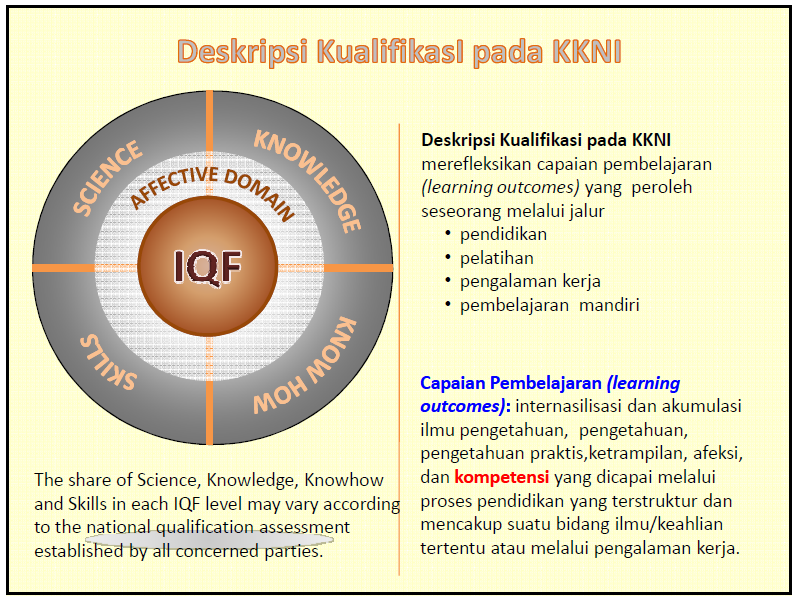 Deskripsi KualifikasI pada KKNI
SCIENCE
KNOWLEDGE
AFFECTIVE DOMAIN
IQF
SKILLS
KNOW HOW
The share of Science, Knowledge, Knowhow
and Skills in each IQF level may vary according
to the national qualification assessment
established by all concerned parties.
Deskripsi Kualifikasi pada KKNI
merefleksikan capaian pembelajaran
(learning outcomes) yang peroleh
seseorang melalui jalur
• pendidikan
• pelatihan
• pengalaman kerja
• pembelajaran mandiri
Capaian Pembelajaran (learning
outcomes): internasilisasi dan akumulasi
ilmu pengetahuan, pengetahuan,
pengetahuan praktis,ketrampilan, afeksi,
dan kompetensi yang dicapai melalui
proses pendidikan yang terstruktur dan
mencakup suatu bidang ilmu/keahlian
tertentu atau melalui pengalaman kerja.